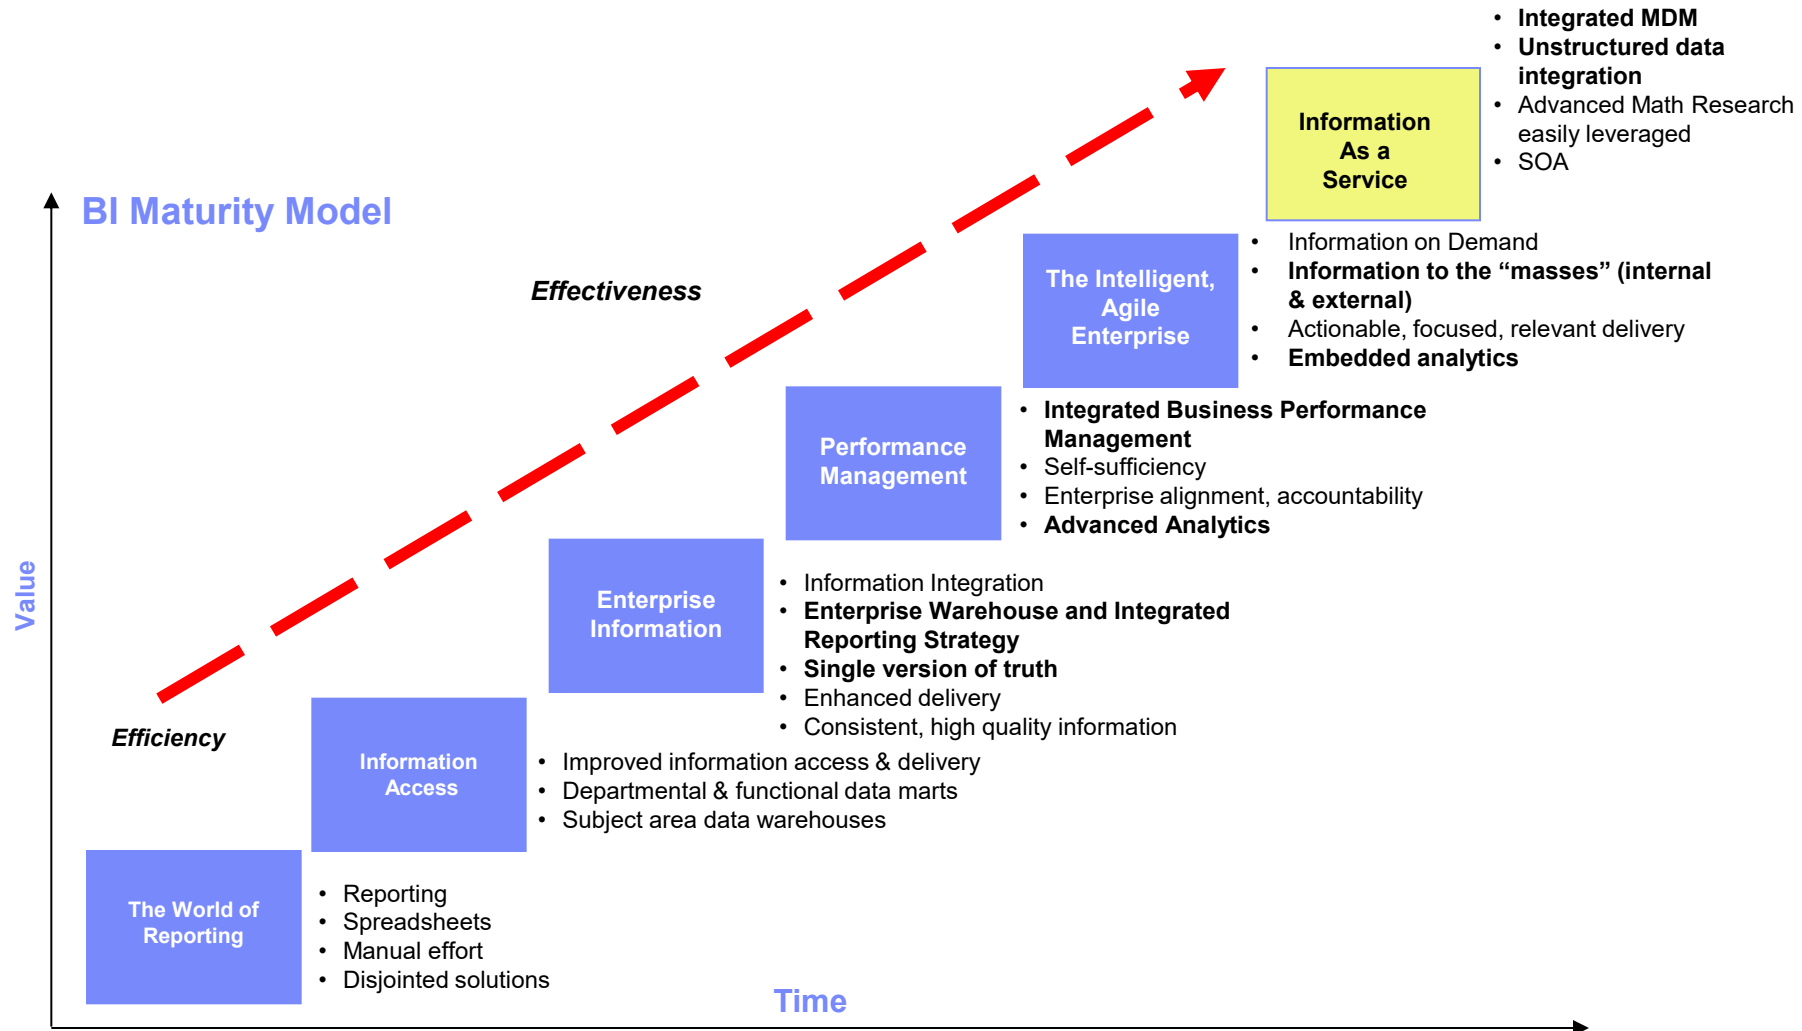 • Integrated MDM
• Unstructured data
integration
• Advanced Math Research
easily leveraged
• SOA
Information
As a
Service
BI Maturity Model
Effectiveness
The Intelligent,
Agile
Enterprise
• Information on Demand
• Information to the “masses” (internal
& external)
• Actionable, focused, relevant delivery
• Embedded analytics
Performance
Management
• Integrated Business Performance
Management
• Self-sufficiency
• Enterprise alignment, accountability
• Advanced Analytics
Value
Enterprise
Information
• Information Integration
• Enterprise Warehouse and Integrated
Reporting Strategy
• Single version of truth
• Enhanced delivery
• Consistent, high quality information
Efficiency
Information
Access
• Improved information access & delivery
• Departmental & functional data marts
• Subject area data warehouses
The World of
Reporting
• Reporting
• Spreadsheets
• Manual effort
• Disjointed solutions
Time